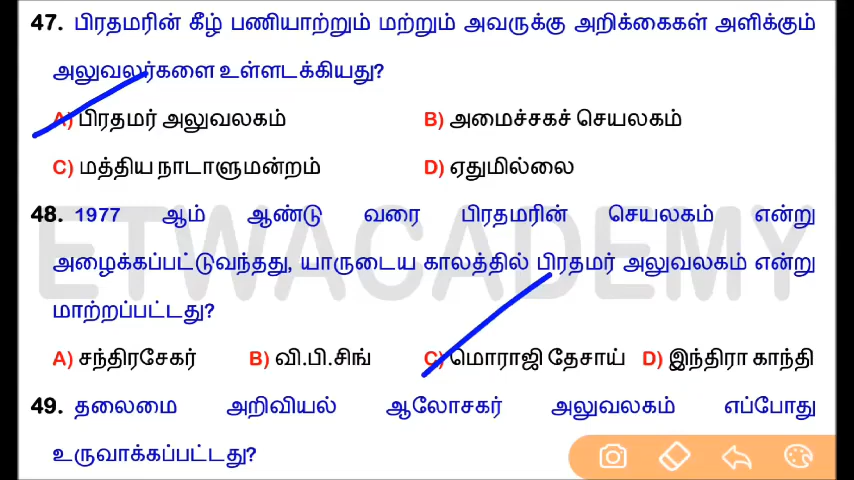 47. பிரதமரின் கீழ் பணியாற்றும் மற்றும் அவருக்கு அறிக்கைகள் அளிக்கும்
அலுவலர்களை உள்ளடக்கியது?
A) பிரதமர் அலுவலகம் B) அமைச்சகச் செயலகம்
C) மத்திய நாடாளுமன்றம் D) ஏதுமில்லை
48. 1977 ஆம் ஆண்டு வரை பிரதமரின் செயலகம் என்று
ETWACADEMY
அழைக்கப்பட்டுவந்தது, யாருடைய காலத்தில் பிரதமர் அலுவலகம் என்று
மாற்றப்பட்டது?
A) சந்திரசேகர் B) வி.பி.சிங் C) மொராஜி தேசாய் D) இந்திரா காந்தி
49. தலைமை அறிவியல் ஆலோசகர் அலுவலகம் எப்போது
உருவாக்கப்பட்டது?